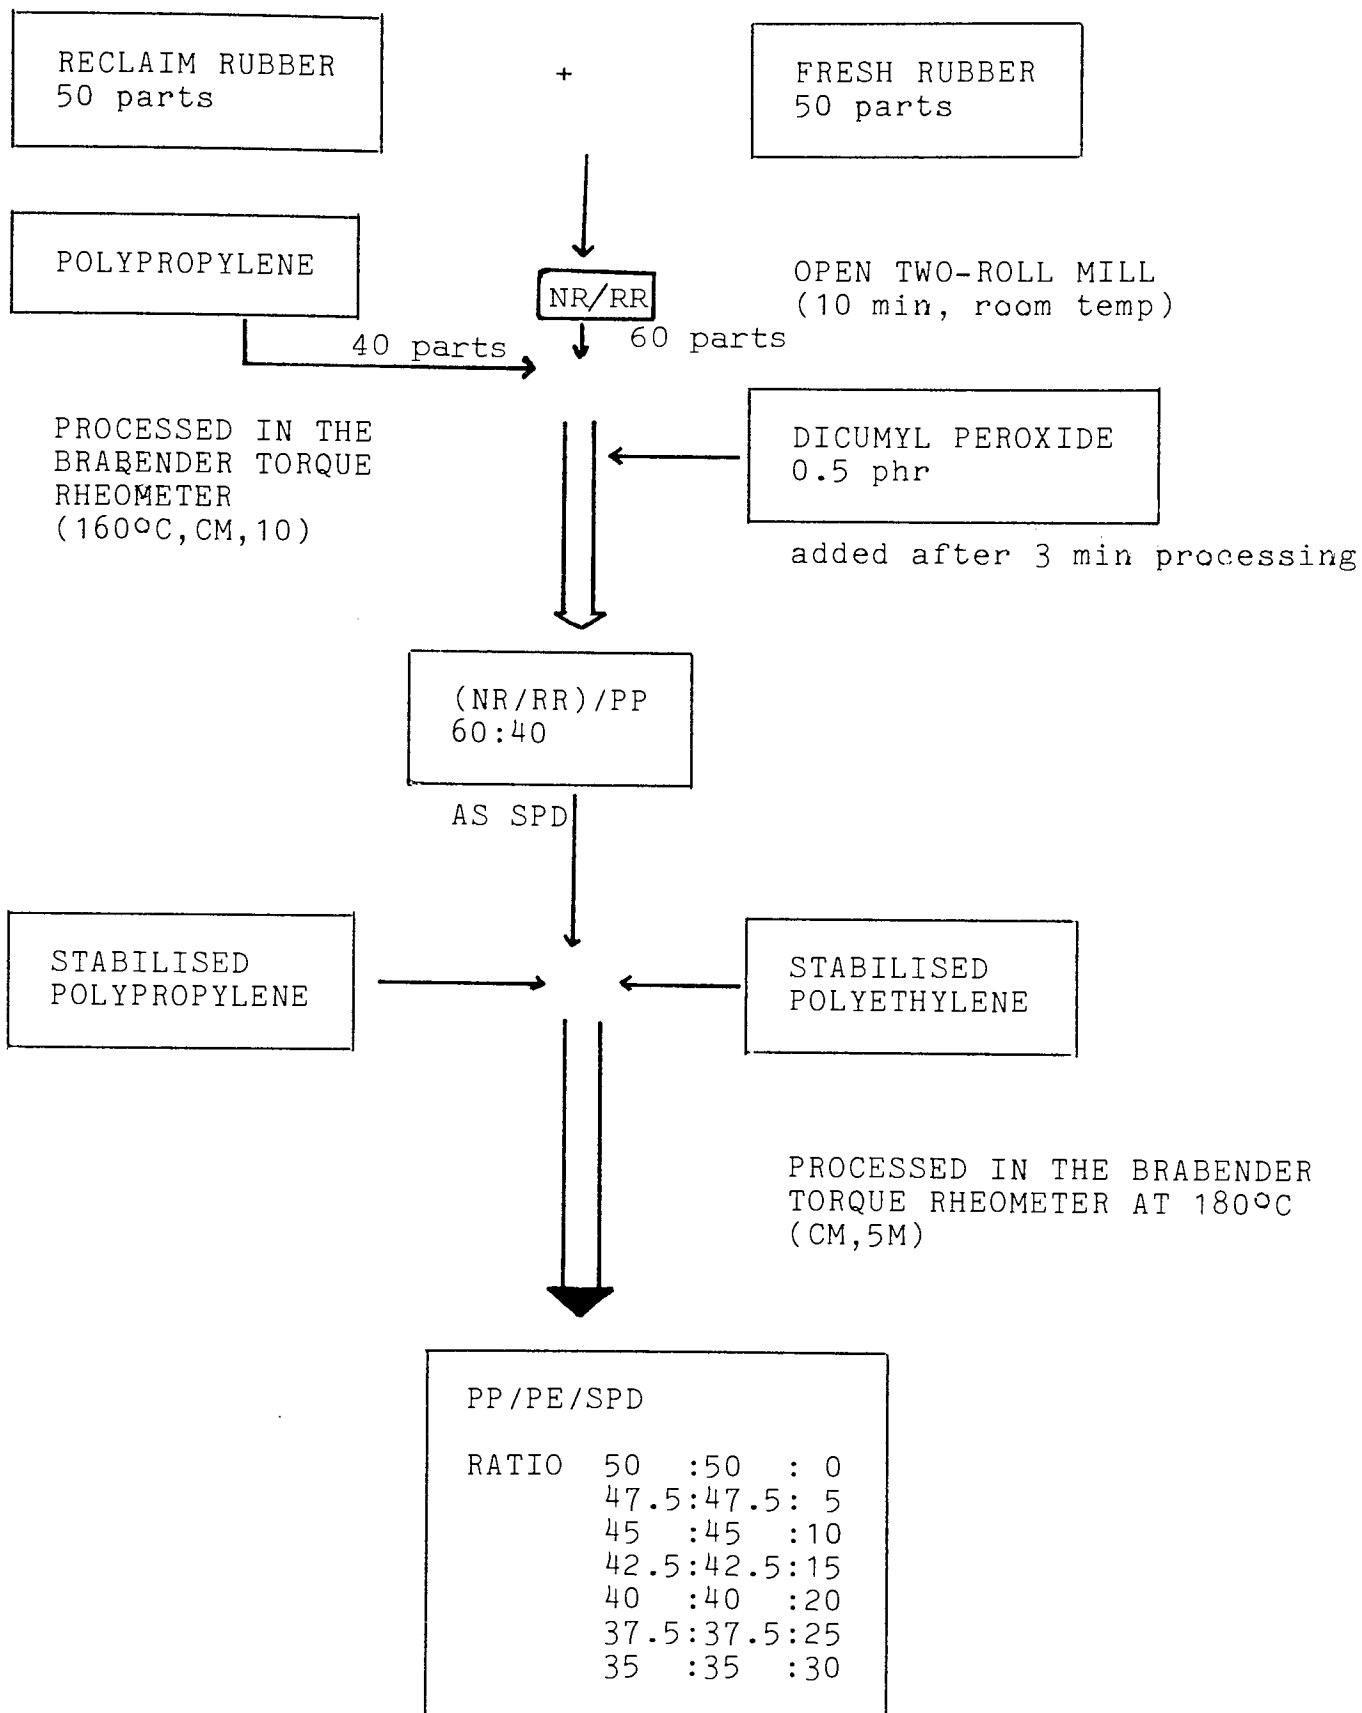 RECLAIM RUBBER
50 parts
+
FRESH RUBBER
50 parts
POLYPROPYLENE
NR/RR
OPEN TWO-ROLL MILL
(10 min, room temp)
40 parts
60 parts
PROCESSED IN THE
BRABENDER TORQUE
RHEOMETER
(160ºC,CM,10)
DICUMYL PEROXIDE
0.5 phr
added after 3 min processing
(NR/RR)/PP
60:40
AS SPD
STABILISED
POLYPROPYLENE
STABILISED
POLYETHYLENE
PROCESSED IN THE BRABENDER
TORQUE RHEOMETER AT 180ºC
(CM,5M)
PP/PE/SPD
RATIO 50 :50 : 0
47.5:47.5: 5
45 :45 :10
42.5:42.5:15
40 :40 :20
37.5:37.5:25
35 :35 :30